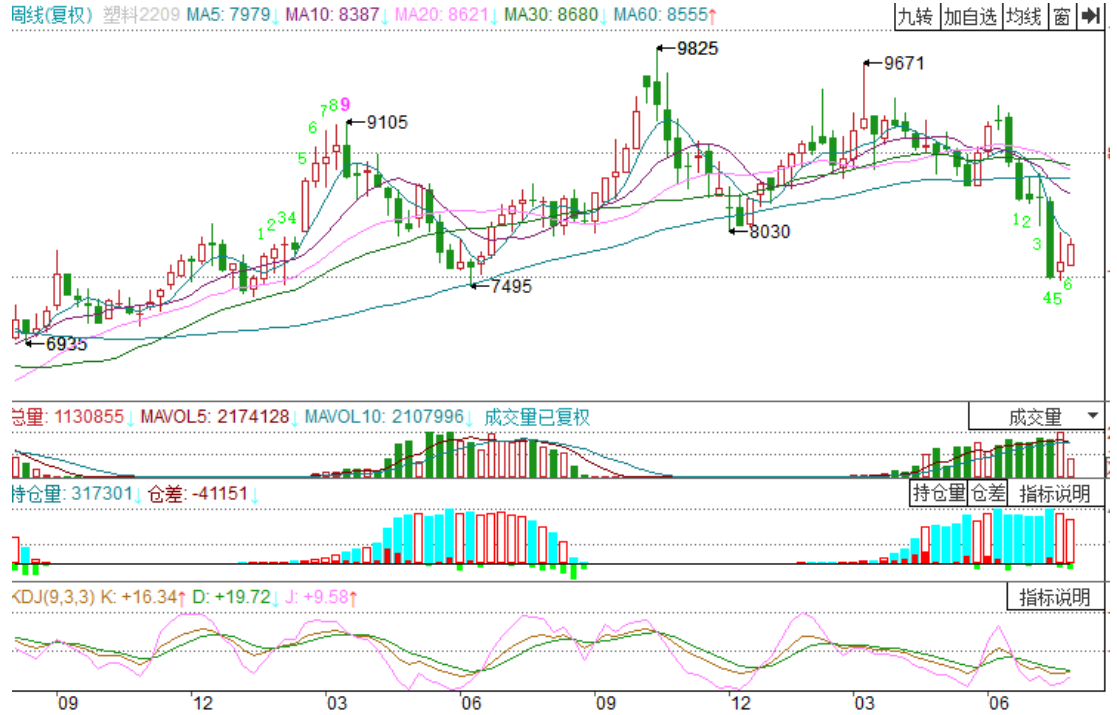 周线(复权) 塑料2209 MA5: 7979↓ MA10: 8387↓ MA20: 8621↓ MA30: 8680↓ MA60: 8555↑ 九转 加自选 均线 窗
9825
9671
789
6
9105
5
1234
12
8030
3
7495
6
45
6935
总量: 1130855↓ MAVOL5: 2174128↓ MAVOL10: 2107996↓ 成交量已复权 成交量
持仓量: 317301↓ 仓差: -41151↓ 持仓量 仓差 指标说明
KDJ(9,3,3) K: +16.34↑ D: +19.72↓ J: +9.58↑ 指标说明
09 12 03 06 09 12 03 06